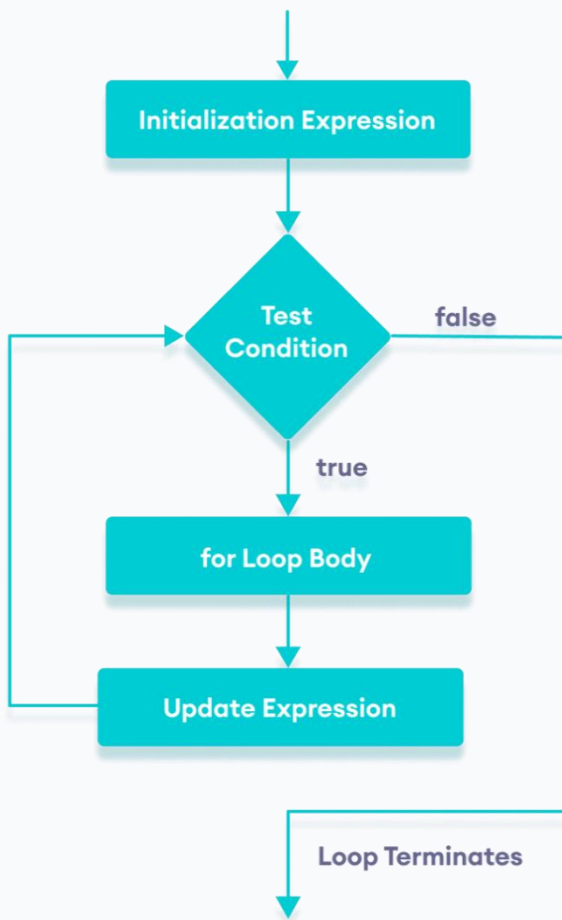 Initialization Expression
Test
Condition
false
true
for Loop Body
Update Expression
Loop Terminates